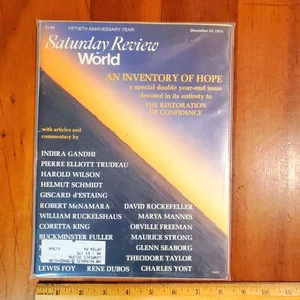 FIFTIETH ANNIVERSARY YEAR
Saturday Review
World
AN INVENTORY OF HOPE
a special double year-end issue
devoted in its entirety to
THE RESTORATION
OF CONFIDENCE
with articles and
commentary by
INDIRA GANDHI
PIERRE ELLIOTT TRUDEAU
HAROLD WILSON
HELMUT SCHMIDT
GISCARD d'ESTAING
ROBERT McNAMARA
WILLIAM RUCKELSHAUS
CORETTA KING
BUCKMINSTER FULLER
LEWIS FOY
RENE DUBOS
DAVID ROCKEFELLER
MARYA MANNES
ORVILLE FREEMAN
MAURICE STRONG
GLENN SEABORG
THEODORE TAYLOR
CHARLES YOST